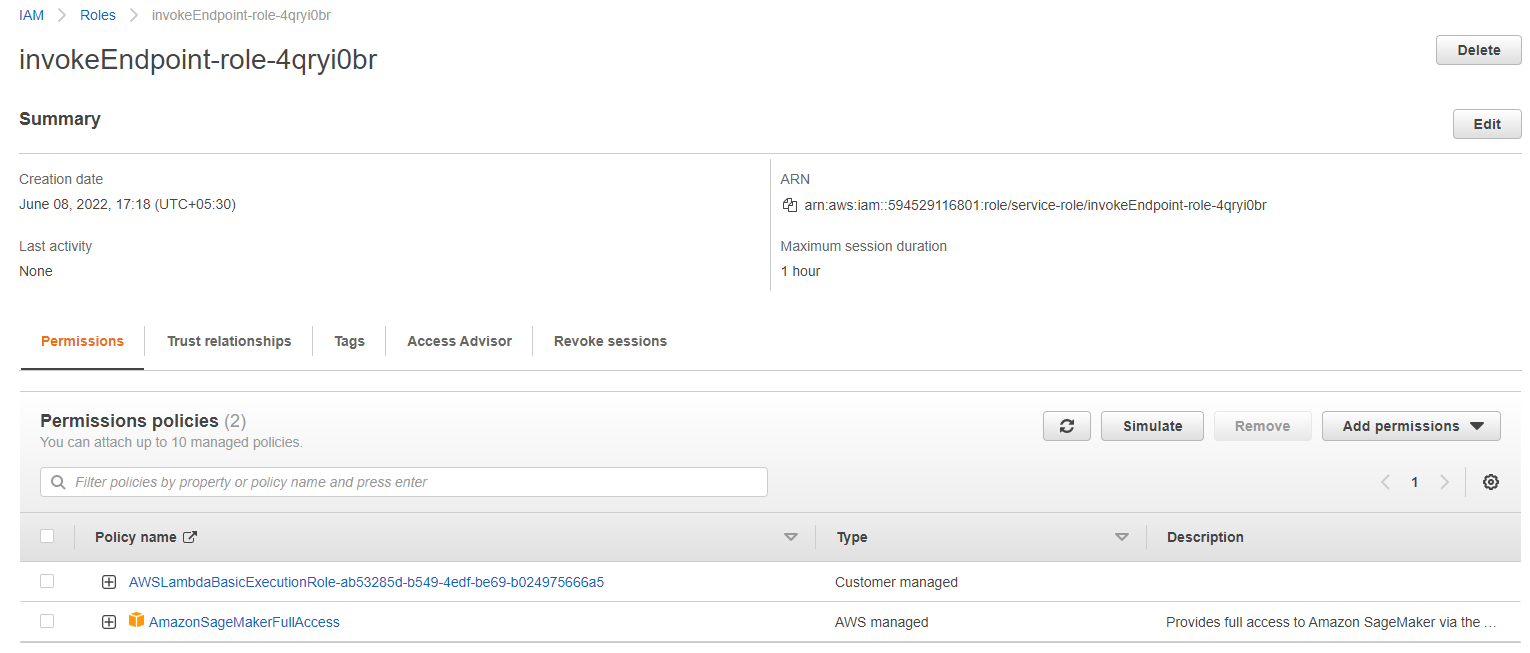 IAM > Roles > invokeEndpoint-role-4qryi0br
invokeEndpoint-role-4qryi0br
Delete
Summary
Edit
Creation date
June 08, 2022, 17:18 (UTC+05:30)
ARN
arn:aws:iam::594529116801:role/service-role/invokeEndpoint-role-4qryi0br
Last activity
None
Maximum session duration
1 hour
Permissions Trust relationships Tags Access Advisor Revoke sessions
Permissions policies (2)
You can attach up to 10 managed policies.
Simulate Remove Add permissions
Filter policies by property or policy name and press enter
1
Policy name Type Description
AWSLambdaBasicExecutionRole-ab53285d-b549-4edf-be69-b024975666a5 Customer managed
AmazonSageMakerFullAccess AWS managed Provides full access to Amazon SageMaker via the ...